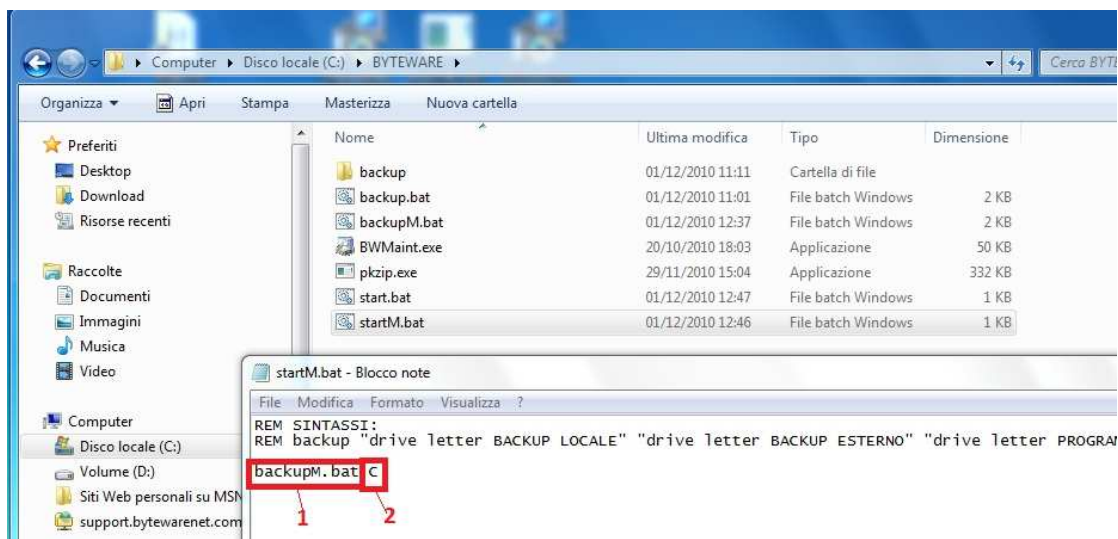 Computer ▸ Disco locale (C:) ▸ BYTEWARE ▸
Cerca BYTE
Organizza ▾ Apri Stampa Masterizza Nuova cartella
Preferiti
Desktop
Download
Risorse recenti
Raccolte
Documenti
Immagini
Musica
Video
Computer
Disco locale (C:)
Volume (D:)
Siti Web personali su MSN
support.bytewarenet.com
Nome Ultima modifica Tipo Dimensione
backup 01/12/2010 11:11 Cartella di file
backup.bat 01/12/2010 11:01 File batch Windows 2 KB
backupM.bat 01/12/2010 12:37 File batch Windows 2 KB
BWMaint.exe 20/10/2010 18:03 Applicazione 50 KB
pkzip.exe 29/11/2010 15:04 Applicazione 332 KB
start.bat 01/12/2010 12:47 File batch Windows 1 KB
startM.bat 01/12/2010 12:46 File batch Windows 1 KB
startM.bat - Blocco note
File Modifica Formato Visualizza ?
REM SINTASSI:
REM backup "drive letter BACKUP LOCALE" "drive letter BACKUP ESTERNO" "drive letter PROGRAM
backupM.bat C
1 2